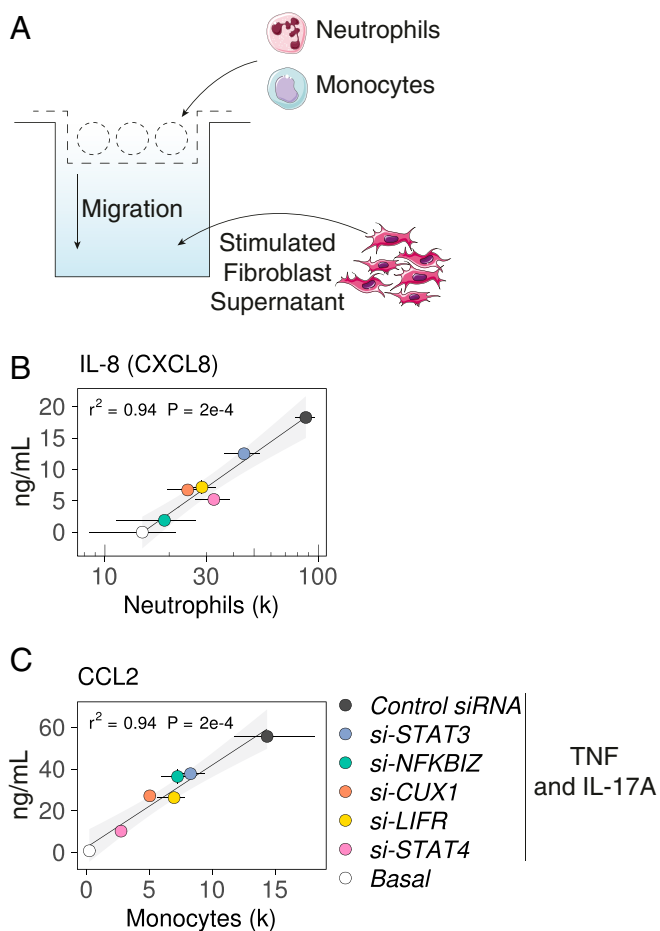 A
Neutrophils
Monocytes
Migration
Stimulated
Fibroblast
Supernatant
B
IL-8 (CXCL8)
r² = 0.94 P = 2e-4
20
15
10
5
0
ng/mL
10 30 100
Neutrophils (k)
C
CCL2
r² = 0.94 P = 2e-4
60
40
20
0
ng/mL
0 5 10 15
Monocytes (k)
Control siRNA
si-STAT3
si-NFKBIZ
si-CUX1
si-LIFR
si-STAT4
Basal
TNF
and IL-17A